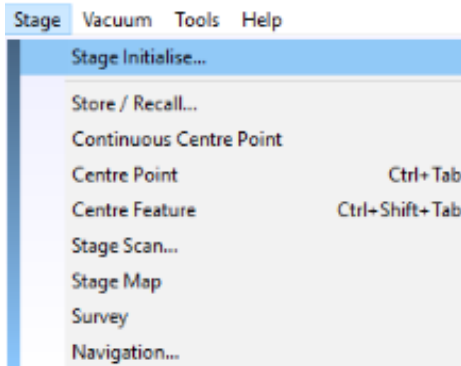 Stage Vacuum Tools Help
Stage Initialise...
Store / Recall...
Continuous Centre Point
Centre Point Ctrl+Tab
Centre Feature Ctrl+Shift+Tab
Stage Scan...
Stage Map
Survey
Navigation...